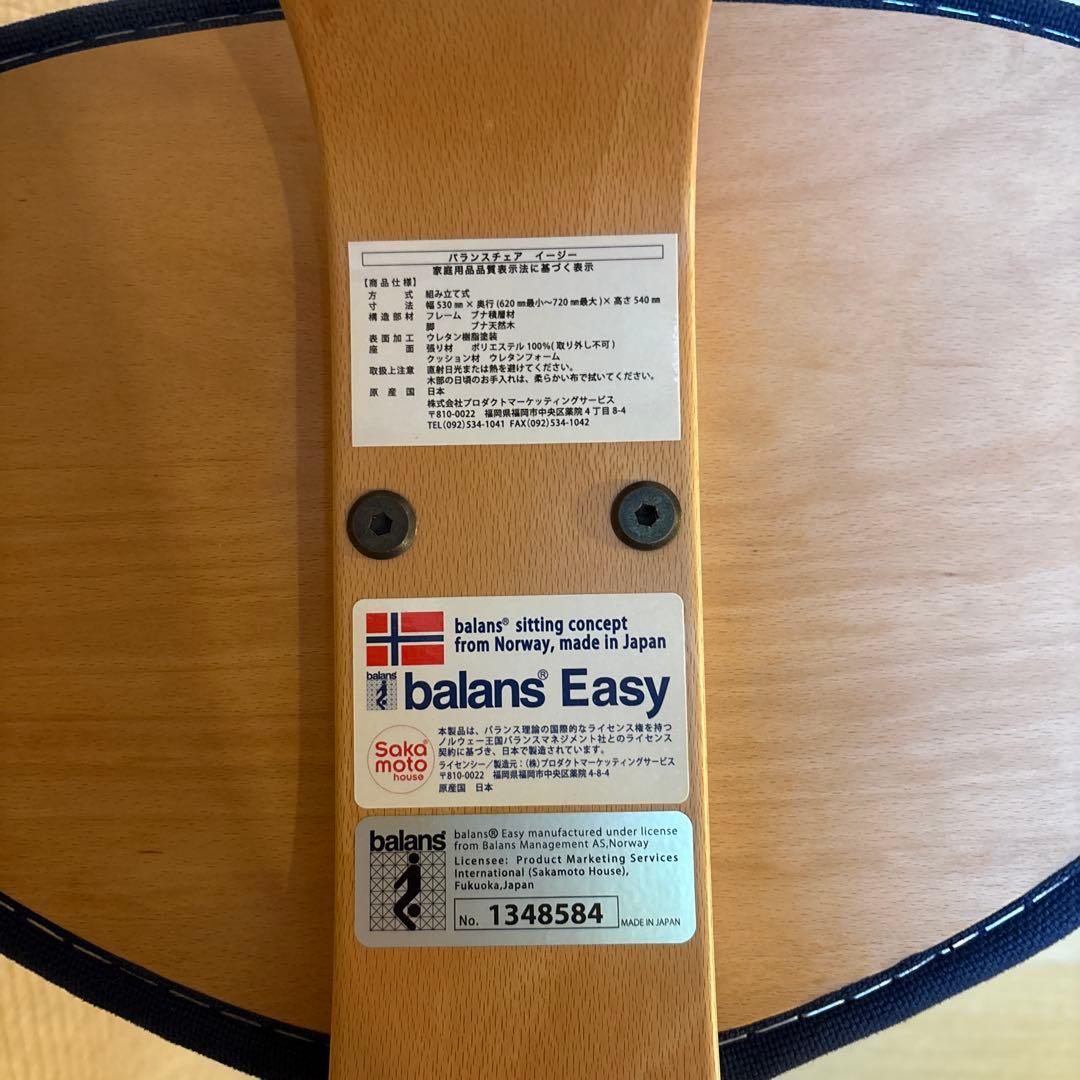 バランスチェア　イージー
家庭用品品質表示法に基づく表示
【商品仕様】
方　式　組み立て式
寸　法　幅 530 ㎜ × 奥行 (620 ㎜最小～720 ㎜最大) × 高さ 540 ㎜
構造部材　フレーム　ブナ積層材
脚　ブナ天然木
表面加工　ウレタン樹脂塗装
座　面　張り材　ポリエステル 100% ( 取り外し不可 )
クッション材　ウレタンフォーム
取扱上注意　直射日光または熱を避けてください。
木部の日頃のお手入れは、柔らかい布で拭いてください。
原産国　日本
株式会社プロダクトマーケッティングサービス
〒810-0022　福岡県福岡市中央区薬院 4 丁目 8-4
TEL(092)534-1041 FAX(092)534-1042
balans® sitting concept
from Norway, made in Japan
balans
balans® Easy
本製品は、バランス理論の国際的なライセンス権を持つ
ノルウェー王国バランスマネジメント社とのライセンス
契約に基づき、日本で製造されています。
Saka
moto
house
ライセンシー／製造元：(株) プロダクトマーケッティングサービス
〒810-0022　福岡県福岡市中央区薬院 4-8-4
原産国　日本
balans®
balans® Easy manufactured under license
from Balans Management AS,Norway
Licensee: Product Marketing Services
International (Sakamoto House),
Fukuoka,Japan
No. 1348584 MADE IN JAPAN